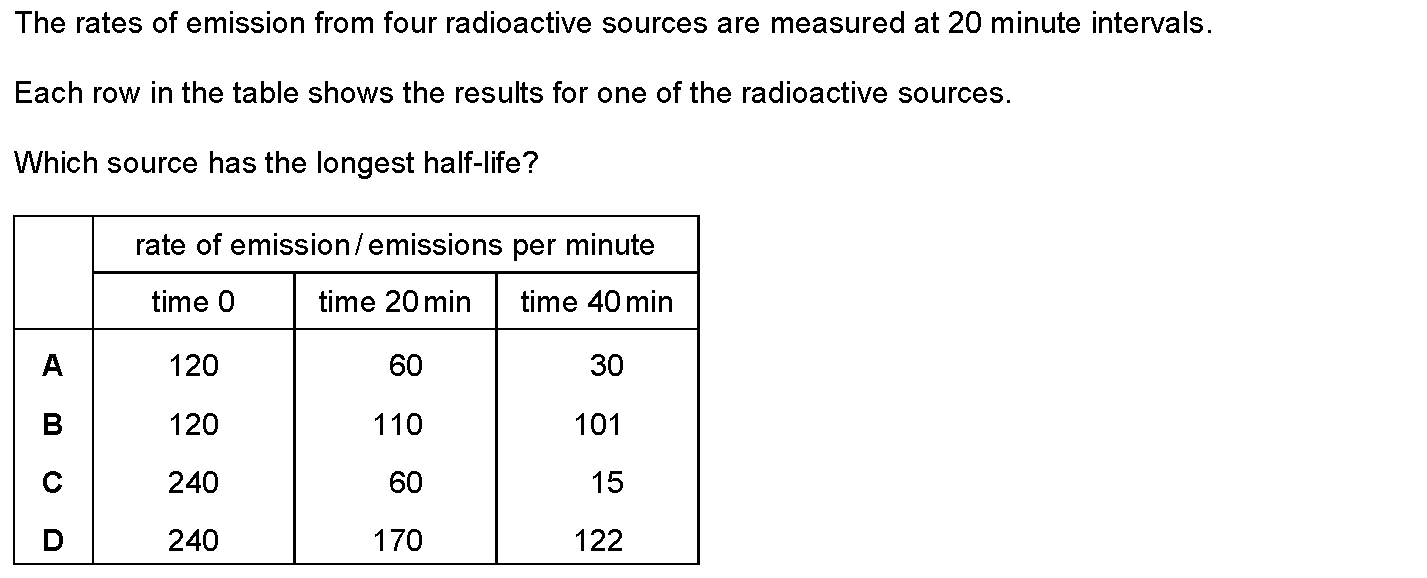 The rates of emission from four radioactive sources are measured at 20 minute intervals.
Each row in the table shows the results for one of the radioactive sources.
Which source has the longest half-life?
rate of emission / emissions per minute
time 0 time 20 min time 40 min
A 120 60 30
B 120 110 101
C 240 60 15
D 240 170 122